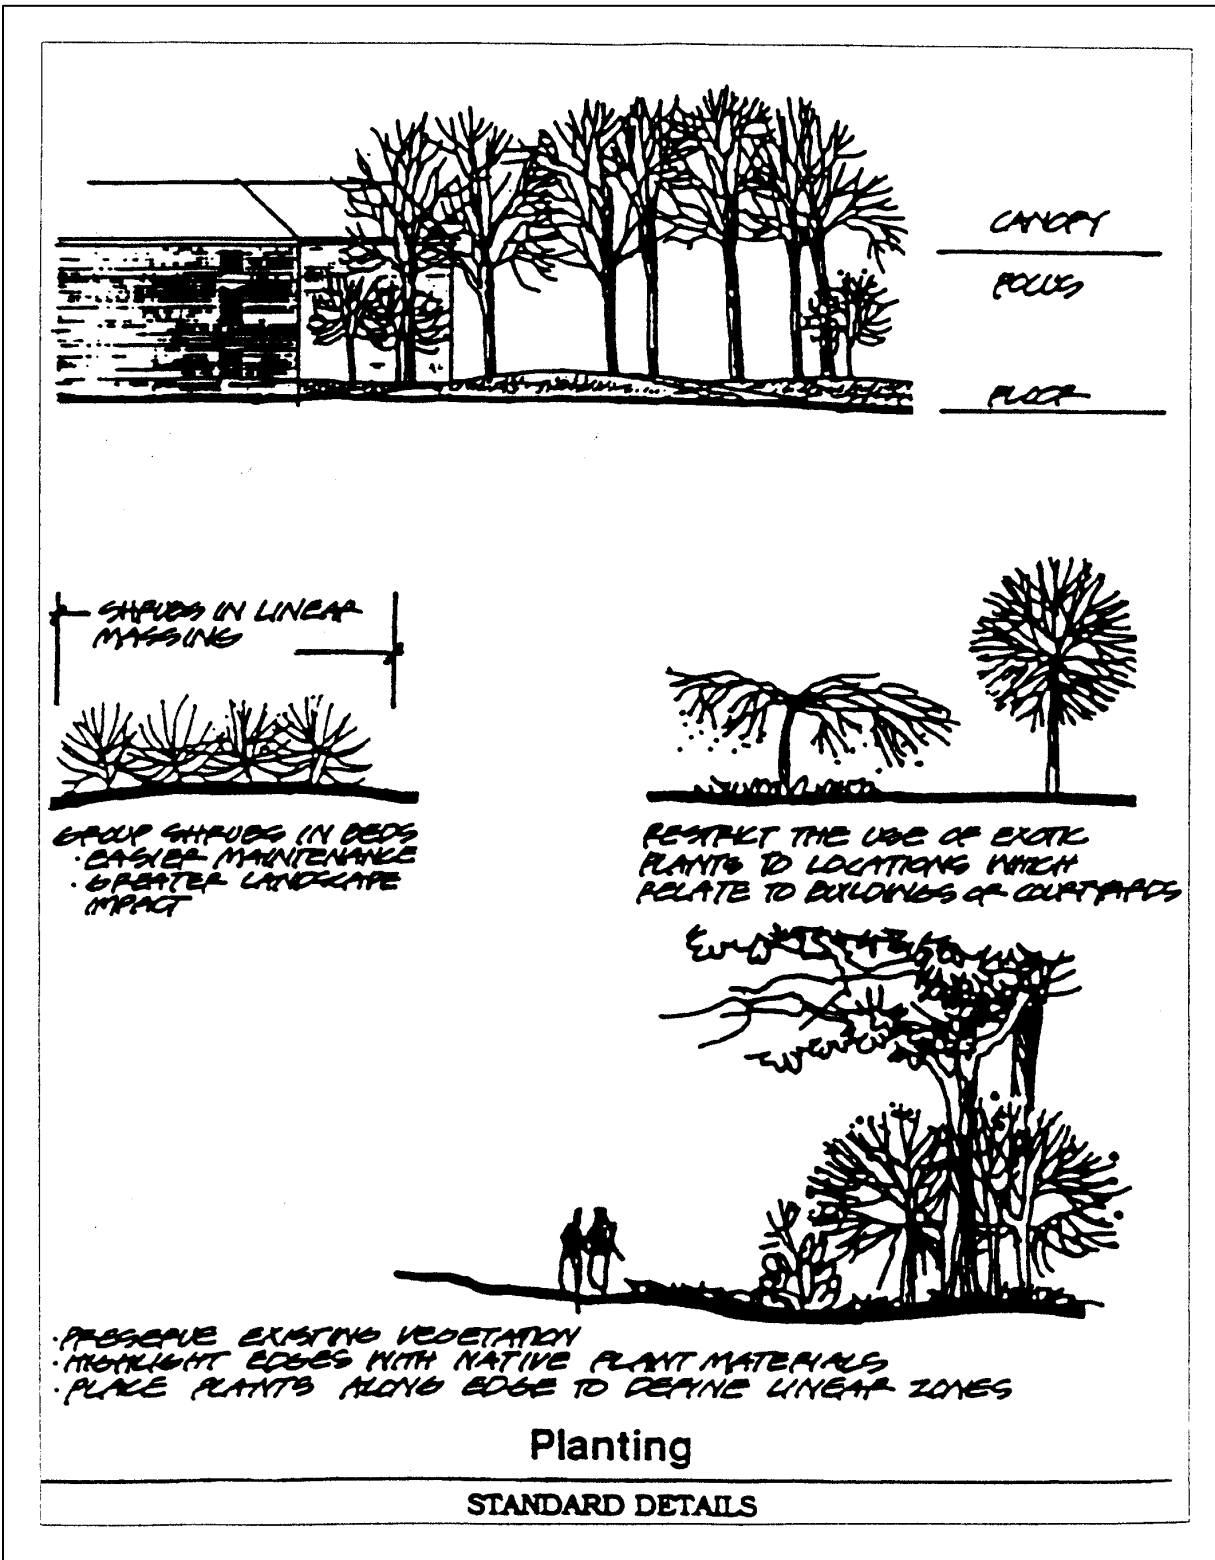 CANOPY
FOCUS
FLOOR
SHRUBS IN LINEAR
MASSING
GROUP SHRUBS IN BEDS
· EASIER MAINTENANCE
· GREATER LANDSCAPE
IMPACT
RESTRICT THE USE OF EXOTIC
PLANTS TO LOCATIONS WHICH
RELATE TO BUILDINGS OR COURTYARDS
· PRESERVE EXISTING VEGETATION
· HIGHLIGHT EDGES WITH NATIVE PLANT MATERIALS
· PLACE PLANTS ALONG EDGE TO DEFINE LINEAR ZONES
Planting
STANDARD DETAILS